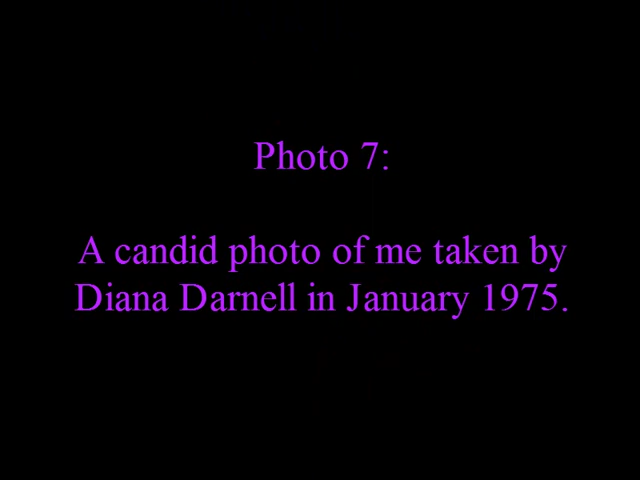 Photo 7:
A candid photo of me taken by
Diana Darnell in January 1975.